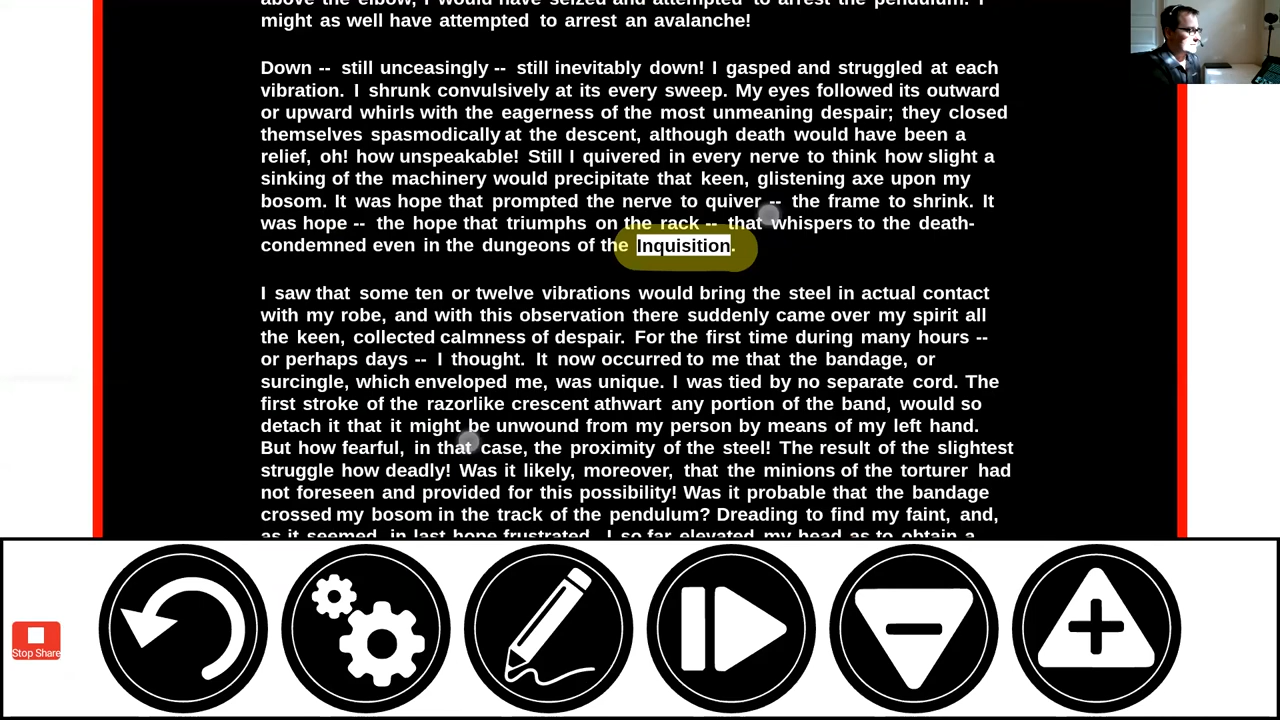 above the elbow, I would have seized and attempted to arrest the pendulum. I
might as well have attempted to arrest an avalanche!
Down -- still unceasingly -- still inevitably down! I gasped and struggled at each
vibration. I shrunk convulsively at its every sweep. My eyes followed its outward
or upward whirls with the eagerness of the most unmeaning despair; they closed
themselves spasmodically at the descent, although death would have been a
relief, oh! how unspeakable! Still I quivered in every nerve to think how slight a
sinking of the machinery would precipitate that keen, glistening axe upon my
bosom. It was hope that prompted the nerve to quiver -- the frame to shrink. It
was hope -- the hope that triumphs on the rack -- that whispers to the death-
condemned even in the dungeons of the Inquisition.
I saw that some ten or twelve vibrations would bring the steel in actual contact
with my robe, and with this observation there suddenly came over my spirit all
the keen, collected calmness of despair. For the first time during many hours --
or perhaps days -- I thought. It now occurred to me that the bandage, or
surcingle, which enveloped me, was unique. I was tied by no separate cord. The
first stroke of the razorlike crescent athwart any portion of the band, would so
detach it that it might be unwound from my person by means of my left hand.
But how fearful, in that case, the proximity of the steel! The result of the slightest
struggle how deadly! Was it likely, moreover, that the minions of the torturer had
not foreseen and provided for this possibility! Was it probable that the bandage
crossed my bosom in the track of the pendulum? Dreading to find my faint, and,
as it seemed, in last hope frustrated, I so far elevated my head as to obtain a
Stop Share